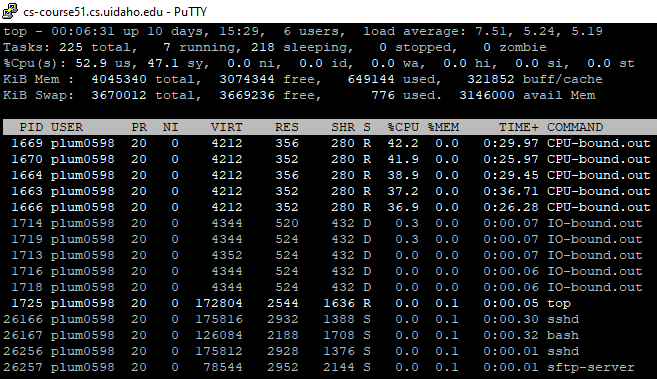 cs-course51.cs.uidaho.edu - PuTTY
top - 00:06:31 up 10 days, 15:29,  6 users,  load average: 7.51, 5.24, 5.19
Tasks: 225 total,   7 running, 218 sleeping,   0 stopped,   0 zombie
%Cpu(s): 52.9 us, 47.1 sy,  0.0 ni,  0.0 id,  0.0 wa,  0.0 hi,  0.0 si,  0.0 st
KiB Mem :  4045340 total,  3074344 free,   649144 used,   321852 buff/cache
KiB Swap:  3670012 total,  3669236 free,      776 used.  3146000 avail Mem
PID USER      PR  NI    VIRT    RES    SHR S %CPU %MEM     TIME+ COMMAND
1669 plum0598  20   0    4212    356    280 R 42.2  0.0   0:29.97 CPU-bound.out
1670 plum0598  20   0    4212    352    280 R 41.9  0.0   0:25.97 CPU-bound.out
1664 plum0598  20   0    4212    356    280 R 38.9  0.0   0:29.45 CPU-bound.out
1663 plum0598  20   0    4212    352    280 R 37.2  0.0   0:36.71 CPU-bound.out
1666 plum0598  20   0    4212    352    280 R 36.9  0.0   0:26.28 CPU-bound.out
1714 plum0598  20   0    4344    520    432 D  0.3  0.0   0:00.07 IO-bound.out
1719 plum0598  20   0    4344    524    432 D  0.3  0.0   0:00.07 IO-bound.out
1713 plum0598  20   0    4352    524    432 D  0.0  0.0   0:00.07 IO-bound.out
1716 plum0598  20   0    4344    524    432 D  0.0  0.0   0:00.06 IO-bound.out
1718 plum0598  20   0    4344    524    432 D  0.0  0.0   0:00.06 IO-bound.out
1725 plum0598  20   0  172804   2544   1636 R  0.0  0.1   0:00.05 top
26166 plum0598  20   0  175816   2932   1388 S  0.0  0.1   0:00.30 sshd
26167 plum0598  20   0  126084   2188   1708 S  0.0  0.1   0:00.32 bash
26256 plum0598  20   0  175812   2928   1376 S  0.0  0.1   0:00.01 sshd
26257 plum0598  20   0   78544   2952   2144 S  0.0  0.1   0:00.01 sftp-server